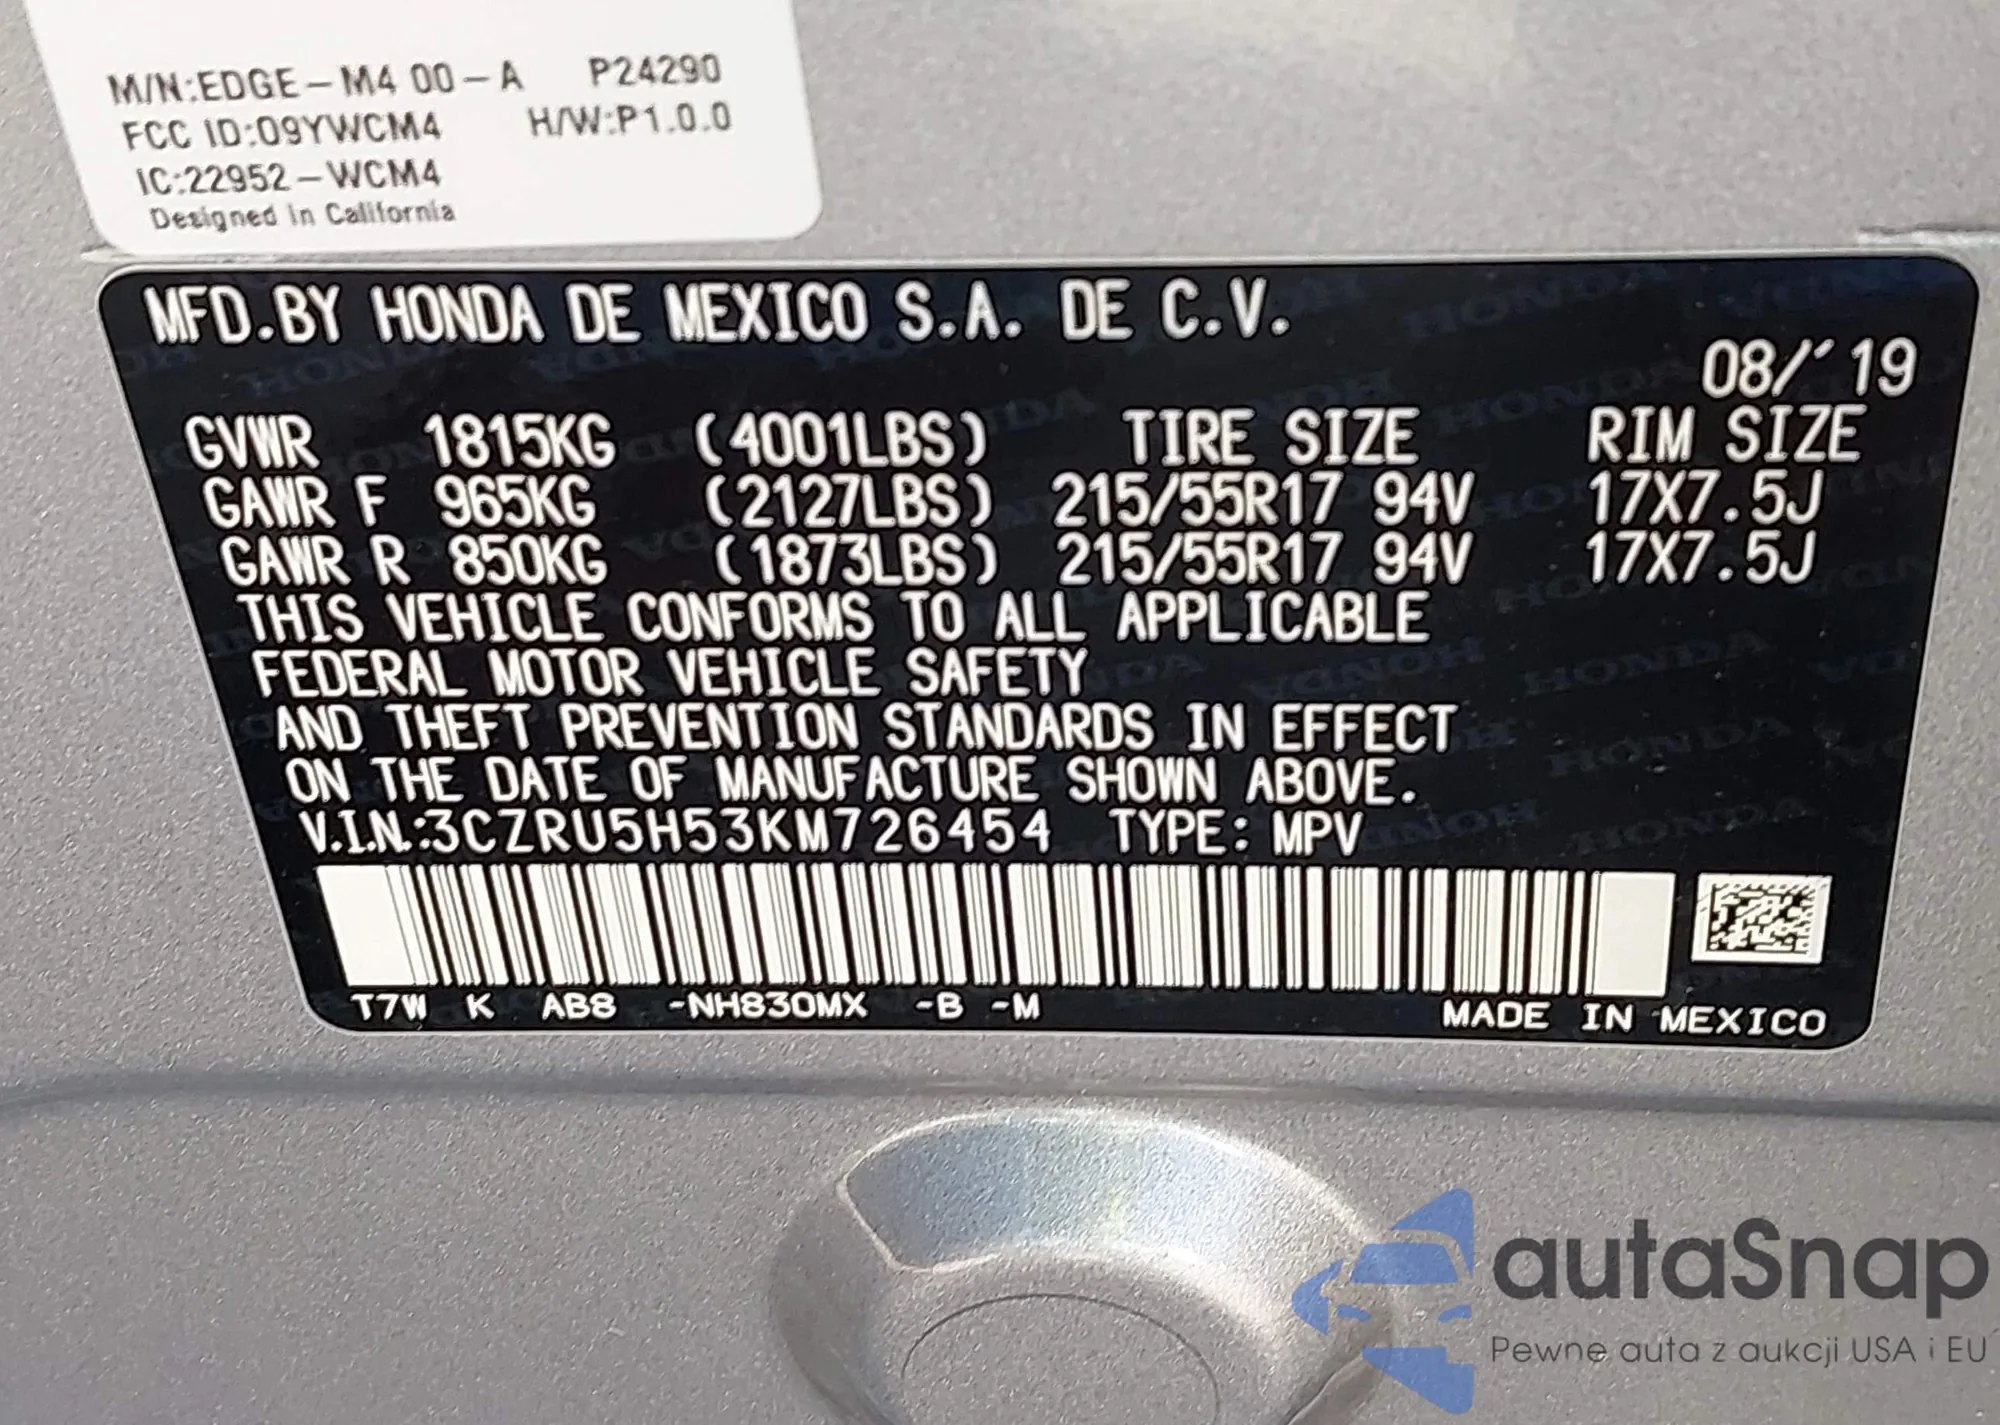 M/N:EDGE-M4 00-A P24290
FCC ID:O9YWCM4 H/W:P1.0.0
IC:22952-WCM4
Designed in California
MFD.BY HONDA DE MEXICO S.A. DE C.V.
08/'19
GVWR 1815KG (4001LBS) TIRE SIZE RIM SIZE
GAWR F 965KG (2127LBS) 215/55R17 94V 17X7.5J
GAWR R 850KG (1873LBS) 215/55R17 94V 17X7.5J
THIS VEHICLE CONFORMS TO ALL APPLICABLE
FEDERAL MOTOR VEHICLE SAFETY
AND THEFT PREVENTION STANDARDS IN EFFECT
ON THE DATE OF MANUFACTURE SHOWN ABOVE.
V.I.N.:3CZRU5H53KM726454 TYPE: MPV
T7W K AB8 -NH830MX -B -M MADE IN MEXICO
autaSnap
Pewne auta z aukcji USA i EU